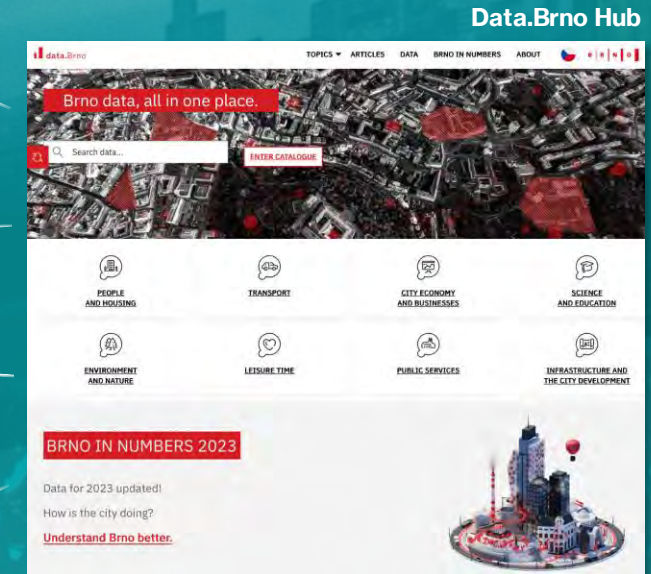 Data.Brno Hub
data.Brno
TOPICS ARTICLES DATA BRNO IN NUMBERS ABOUT
B R N O
Brno data, all in one place.
Search data...
ENTER CATALOGUE
PEOPLE
AND HOUSING
TRANSPORT
CITY ECONOMY
AND BUSINESSES
SCIENCE
AND EDUCATION
ENVIRONMENT
AND NATURE
LEISURE TIME
PUBLIC SERVICES
INFRASTRUCTURE AND
THE CITY DEVELOPMENT
BRNO IN NUMBERS 2023
Data for 2023 updated!
How is the city doing?
Understand Brno better.